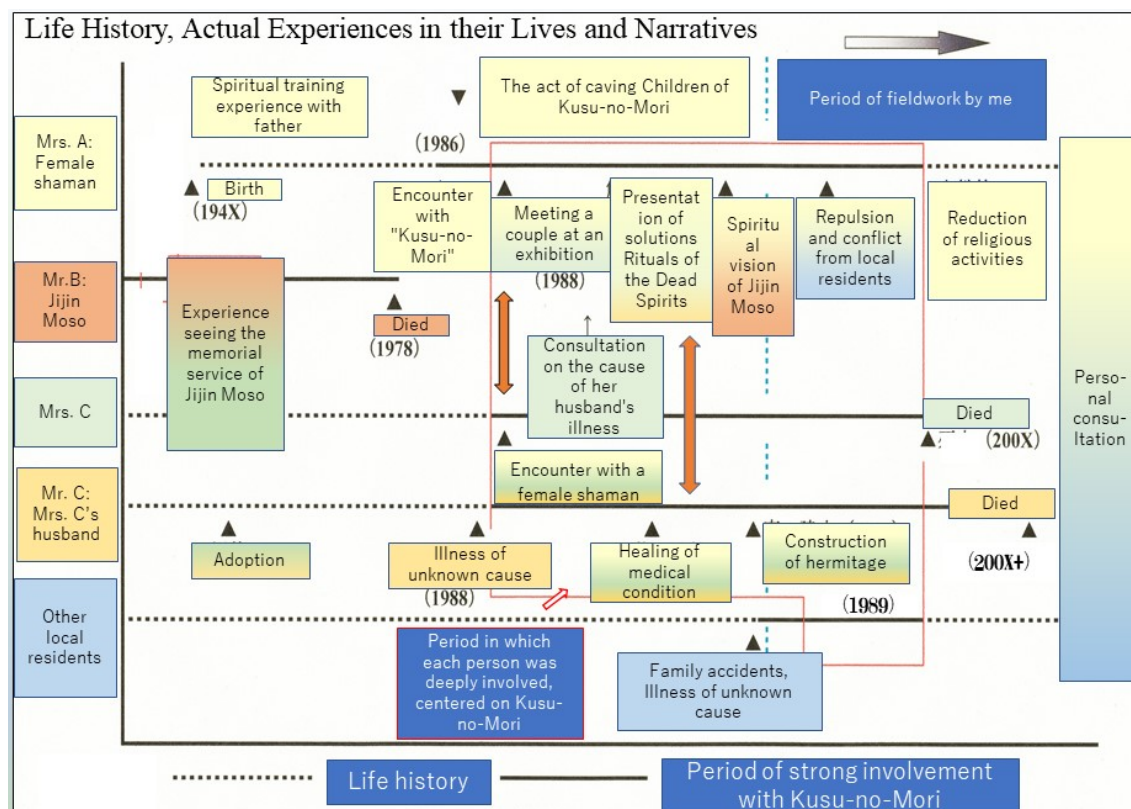 Life History, Actual Experiences in their Lives and Narratives
Spiritual training
experience with
father
The act of caving Children of
Kusu-no-Mori
Period of fieldwork by me
(1986)
Mrs. A:
Female
shaman
Birth
(194X)
Encounter
with
"Kusu-no-
Mori"
Meeting a
couple at an
exhibition
(1988)
Presentat
ion of
solutions
Rituals of
the Dead
Spirits
Spiritu
al
vision
of Jijin
Moso
Repulsion
and conflict
from local
residents
Reduction
of religious
activities
Mr.B:
Jijin
Moso
Experience
seeing the
memorial
service of
Jijin Moso
Died
(1978)
Consultation
on the cause
of her
husband's
illness
Perso-
nal
consu-
ltation
Mrs. C
Died
(200X)
Encounter with a
female shaman
Mr. C:
Mrs. C's
husband
Died
(200X+)
Adoption
Illness of
unknown cause
(1988)
Healing of
medical
condition
Construction
of hermitage
(1989)
Other
local
residents
Period in which
each person was
deeply involved,
centered on Kusu-
no-Mori
Family accidents,
Illness of unknown
cause
Life history
Period of strong involvement
with Kusu-no-Mori